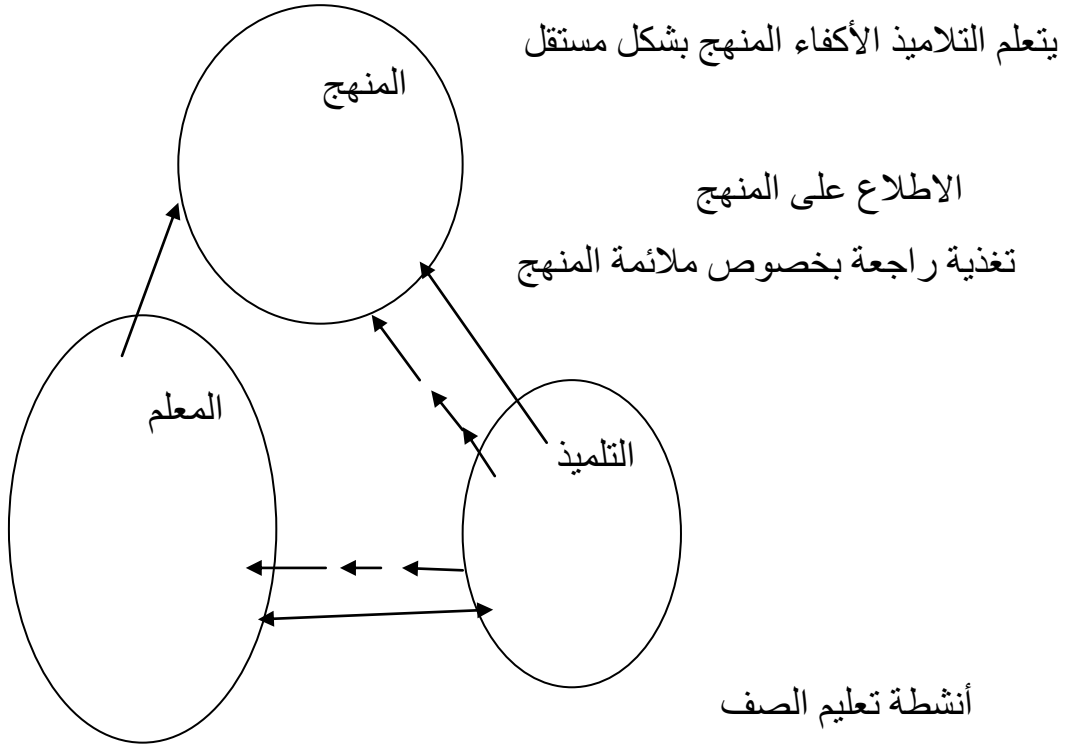 يتعلم التلاميذ الأكفاء المنهج بشكل مستقل
المنهج
الاطلاع على المنهج
تغذية راجعة بخصوص ملائمة المنهج
المعلم
التلميذ
أنشطة تعليم الصف